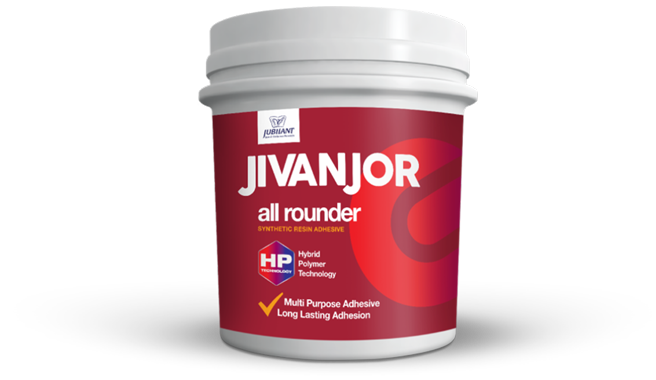 JUBILANT
JIVANJOR
all rounder
SYNTHETIC RESIN ADHESIVE
HP
TECHNOLOGY
Hybrid
Polymer
Technology
Multi Purpose Adhesive
Long Lasting Adhesion